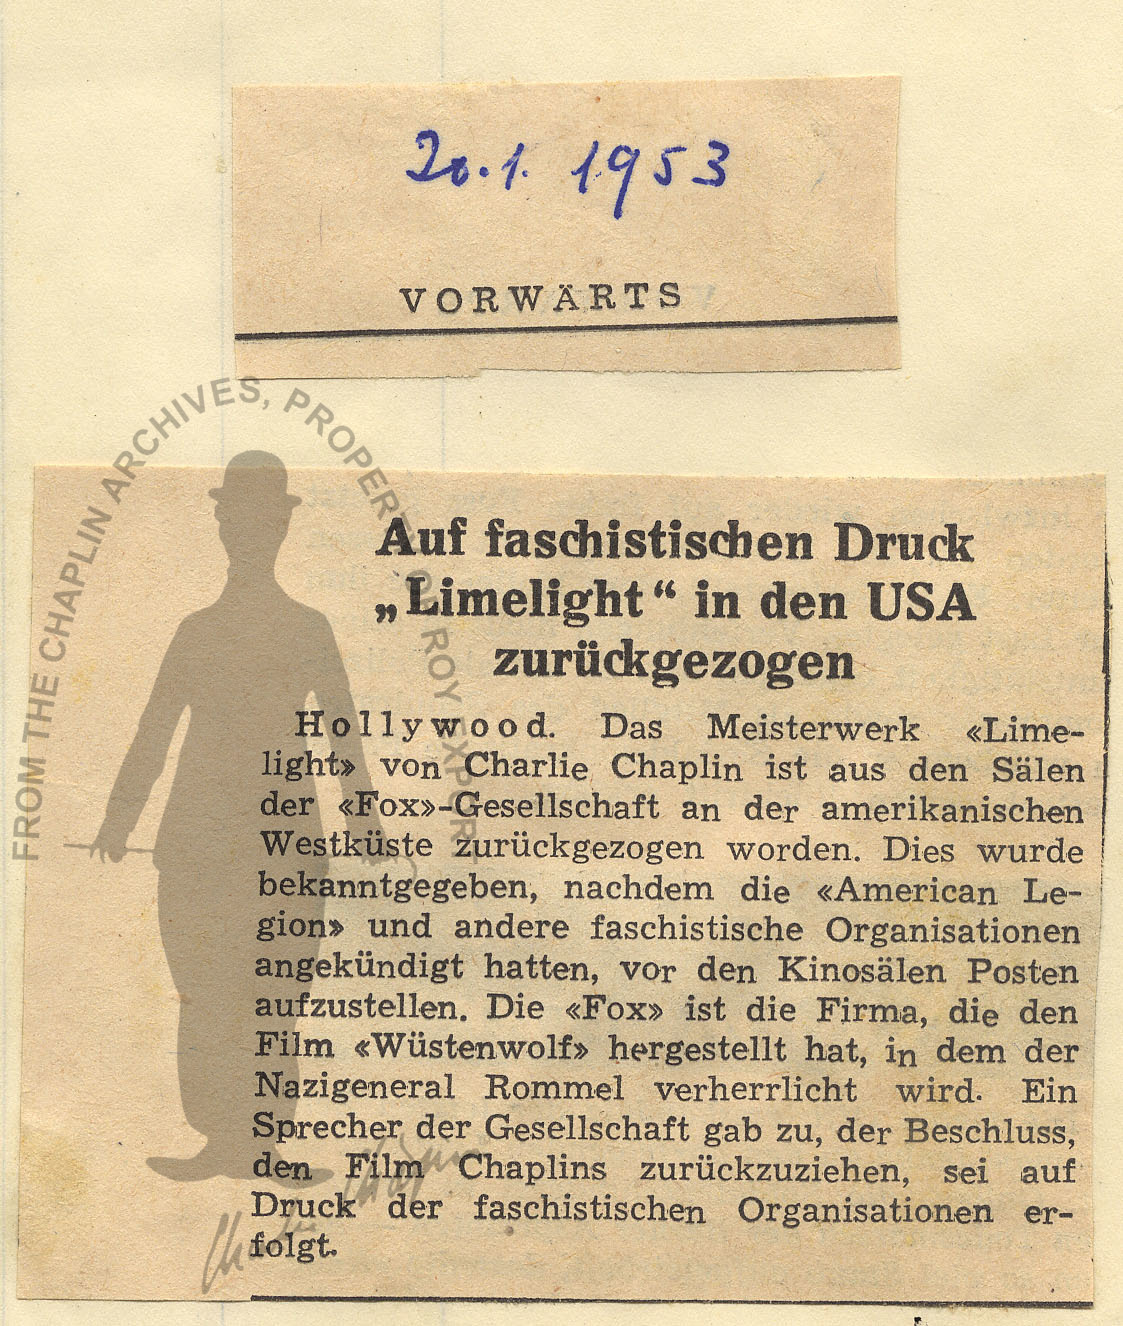 20.1.1953
VORWÄRTS
FROM THE CHAPLIN ARCHIVES, PROPERTY OF ROY EXPORT
Auf faschistischen Druck
„Limelight“ in den USA
zurückgezogen
Hollywood. Das Meisterwerk «Lime-
light» von Charlie Chaplin ist aus den Sälen
der «Fox»-Gesellschaft an der amerikanischen
Westküste zurückgezogen worden. Dies wurde
bekanntgegeben, nachdem die «American Le-
gion» und andere faschistische Organisationen
angekündigt hatten, vor den Kinosälen Posten
aufzustellen. Die «Fox» ist die Firma, die den
Film «Wüstenwolf» hergestellt hat, in dem der
Nazigeneral Rommel verherrlicht wird. Ein
Sprecher der Gesellschaft gab zu, der Beschluss,
den Film Chaplins zurückzuziehen, sei auf
Druck der faschistischen Organisationen er-
folgt.